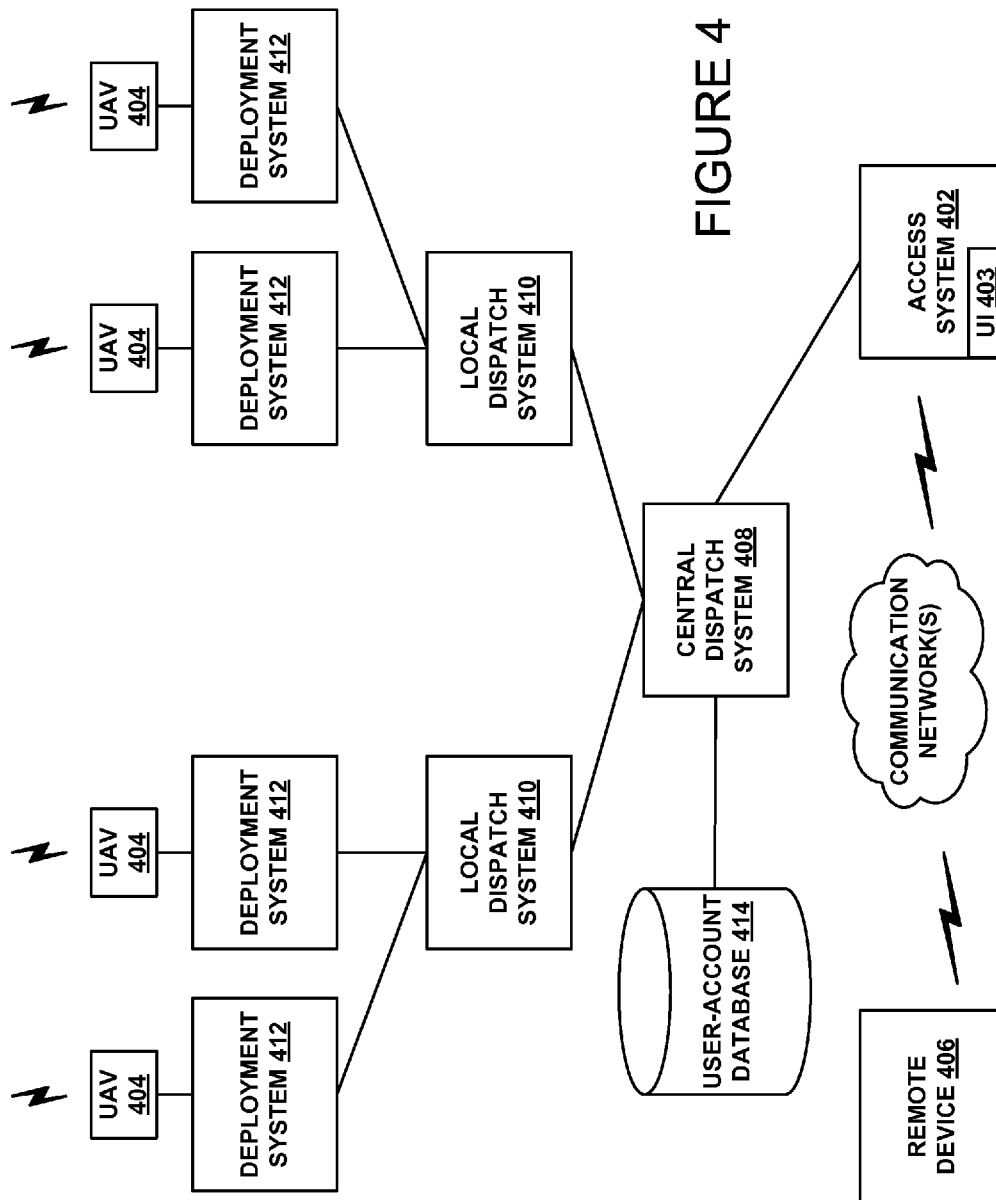 UAV
404
UAV
404
UAV
404
UAV
404
DEPLOYMENT
SYSTEM 412
DEPLOYMENT
SYSTEM 412
DEPLOYMENT
SYSTEM 412
DEPLOYMENT
SYSTEM 412
LOCAL
DISPATCH
SYSTEM 410
LOCAL
DISPATCH
SYSTEM 410
USER-ACCOUNT
DATABASE 414
CENTRAL
DISPATCH
SYSTEM 408
FIGURE 4
REMOTE
DEVICE 406
COMMUNICATION
NETWORK(S)
ACCESS
SYSTEM 402
UI 403